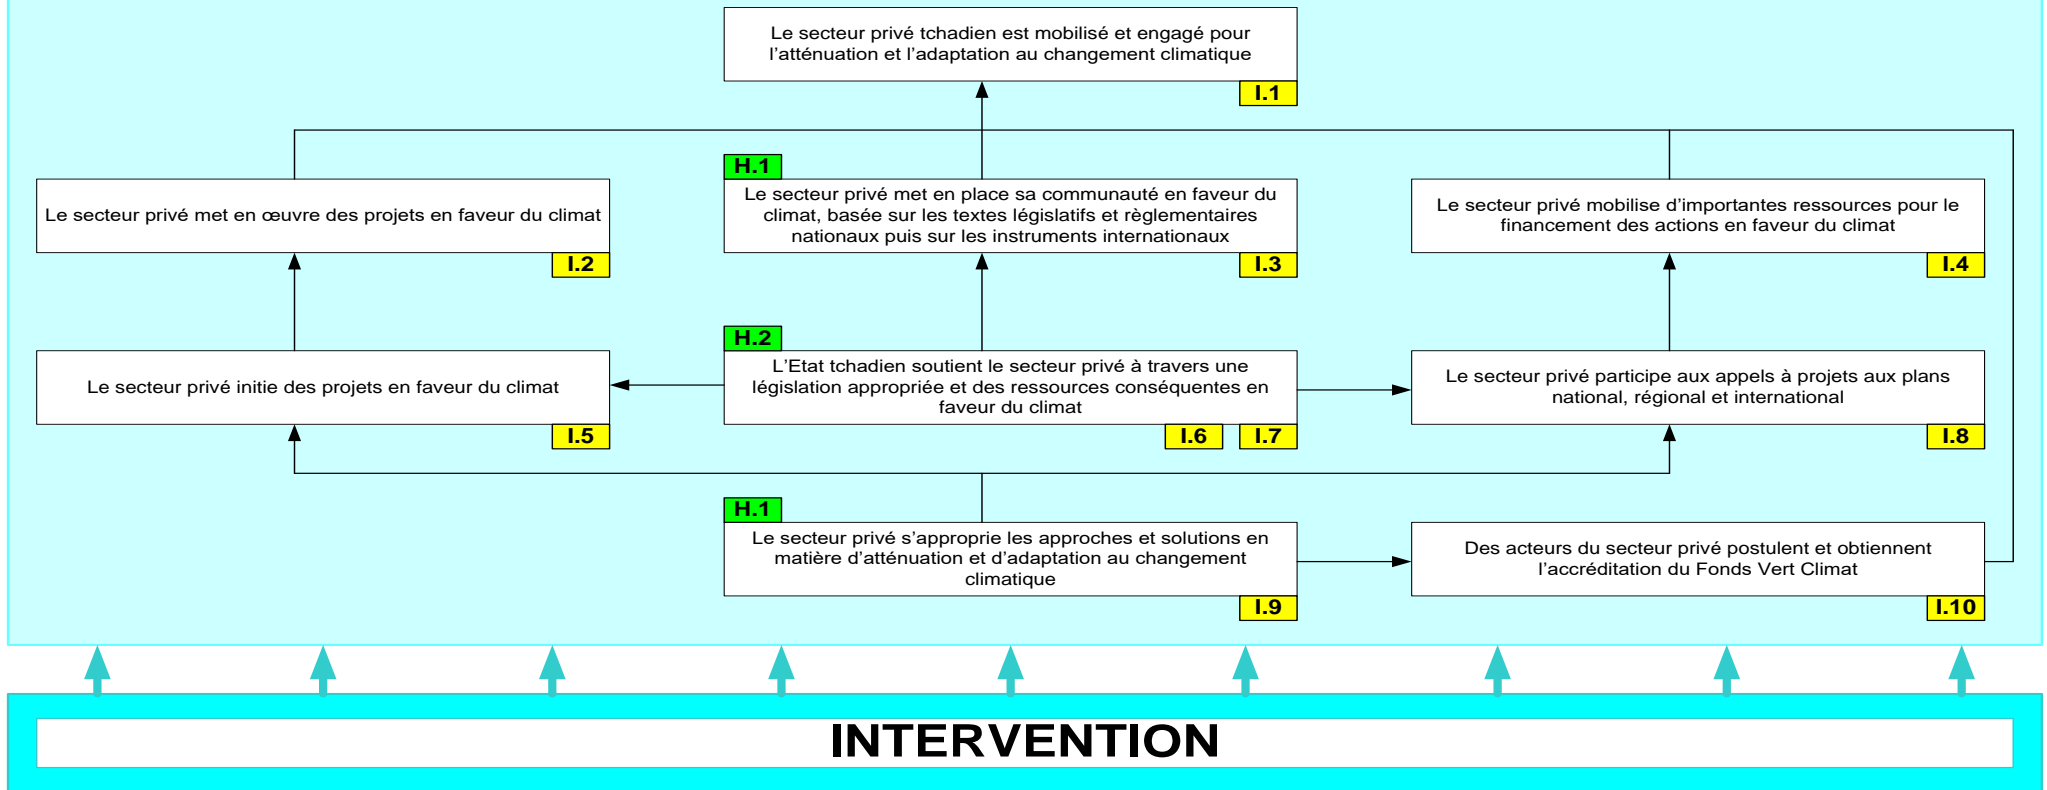 Le secteur privé tchadien est mobilisé et engagé pour
l'atténuation et l'adaptation au changement climatique
I.1
H.1
Le secteur privé met en œuvre des projets en faveur du climat
I.2
Le secteur privé met en place sa communauté en faveur du
climat, basée sur les textes législatifs et règlementaires
nationaux puis sur les instruments internationaux
I.3
Le secteur privé mobilise d'importantes ressources pour le
financement des actions en faveur du climat
I.4
H.2
Le secteur privé initie des projets en faveur du climat
I.5
L'Etat tchadien soutient le secteur privé à travers une
législation appropriée et des ressources conséquentes en
faveur du climat
I.6
I.7
Le secteur privé participe aux appels à projets aux plans
national, régional et international
I.8
H.1
Le secteur privé s'approprie les approches et solutions en
matière d'atténuation et d'adaptation au changement
climatique
I.9
Des acteurs du secteur privé postulent et obtiennent
l'accréditation du Fonds Vert Climat
I.10
INTERVENTION